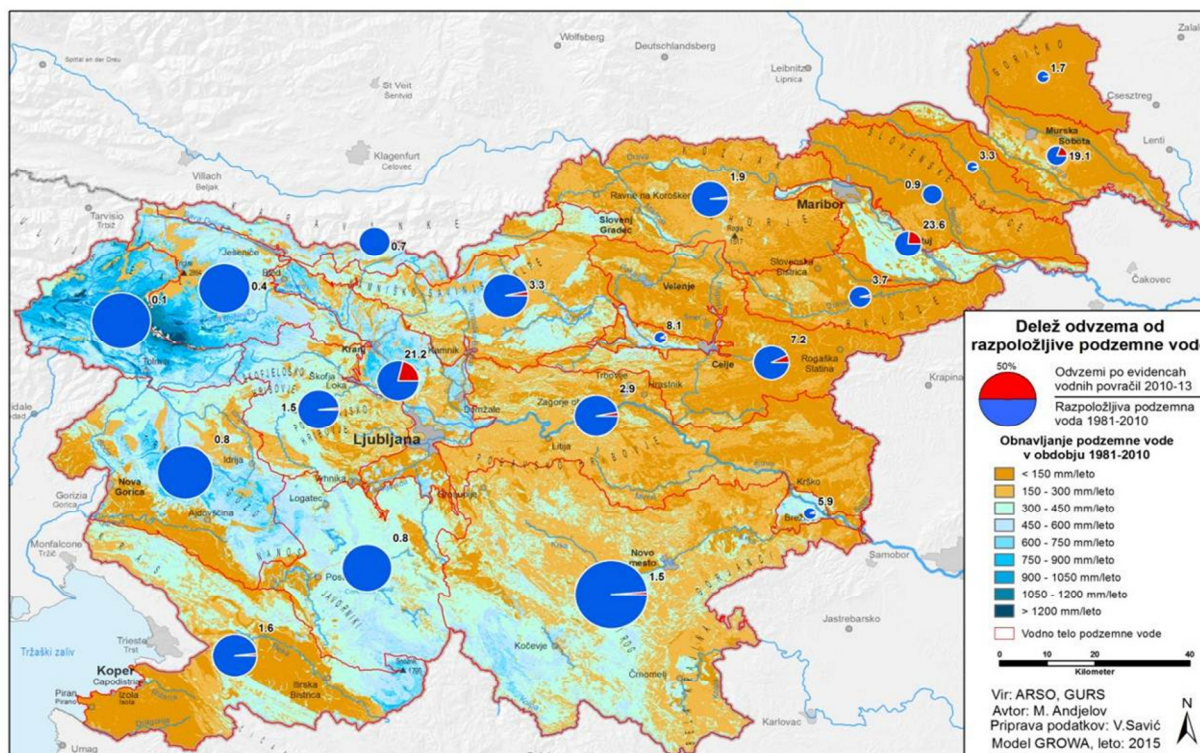 Wolfsberg
Deutschlandsberg
Leibnitz
Lipnica
Spittal an der Drau
St Veit
Šentvid
Klagenfurt
Celovec
Villach
Beljak
Tarvisio
Trbiž
Csesztreg
Lenti
Čakovec
Krapina
Samobor
Jastrebarsko
Karlovac
Gorizia
Gorica
Monfalcone
Tržič
Trieste
Trst
Tržaški zaliv
Umag
GORIČKO
1.7
Murska
Sobota
19.1
3.3
0.9
23.6
1.9
Ravne na Koroškem
Maribor
Slovenj
Gradec
Slovenska
Bistrica
3.7
HALOZE
Velenje
8.1
Celje
7.2
Rogaška
Slatina
KARAVANKE
0.7
Jesenice
Bled
0.4
0.1
Tolmin
3.3
Kranj
Kamnik
21.2
Škofja
Loka
1.5
Domžale
Ljubljana
Trbovlje
Hrastnik
2.9
Litija
Krško
5.9
0.8
Idrija
Nova
Gorica
Ajdovščina
Vrhnika
Logatec
Grosuplje
NANOS
0.8
JAVORNIKI
Novo
mesto
1.5
GORJANCI
Kočevje
ROG
Črnomelj
1.6
Koper
Capodistria
Izola
Isola
Piran
Pirano
Ilirska
Bistrica
Delež odvzema od
razpoložljive podzemne vode
50%
Odvzemi po evidencah
vodnih povračil 2010-13
Razpoložljiva podzemna
voda 1981-2010
Obnavljanje podzemne vode
v obdobju 1981-2010
< 150 mm/leto
150 - 300 mm/leto
300 - 450 mm/leto
450 - 600 mm/leto
600 - 750 mm/leto
750 - 900 mm/leto
900 - 1050 mm/leto
1050 - 1200 mm/leto
> 1200 mm/leto
Vodno telo podzemne vode
0 10 20 40
Kilometer
Vir: ARSO, GURS
Avtor: M. Andjelov
Priprava podatkov: V.Savić
Model GROWA, leto: 2015
N